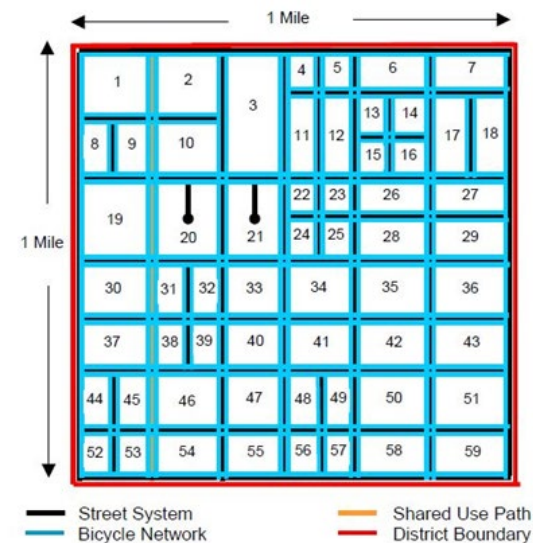 1 Mile
4 5 6 7
1 2
3
13 14
11 12 17 18
8 9 10
15 16
22 23 26 27
19
20 21 24 25 28 29
30 31 32 33 34 35 36
37 38 39 40 41 42 43
1 Mile
44 45 46 47 48 49 50 51
52 53 54 55 56 57 58 59
Street System Shared Use Path
Bicycle Network District Boundary